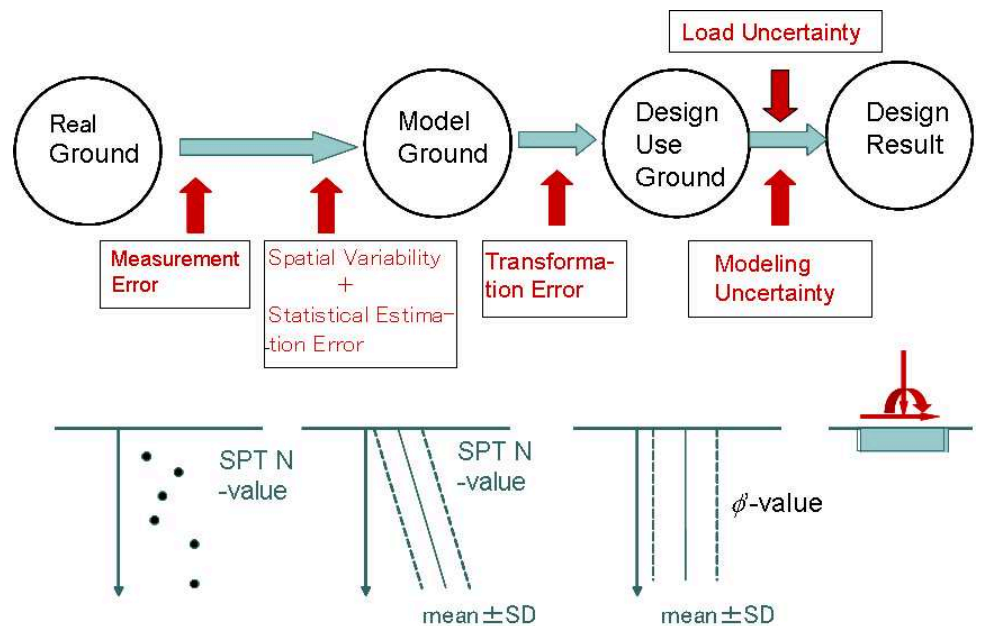 Load Uncertainty
Real
Ground
Model
Ground
Design
Use
Ground
Design
Result
Measurement
Error
Spatial Variability
+
Statistical Estima-
-tion Error
Transforma-
tion Error
Modeling
Uncertainty
SPT N
-value
SPT N
-value
ϕ'-value
mean ±SD
mean ±SD